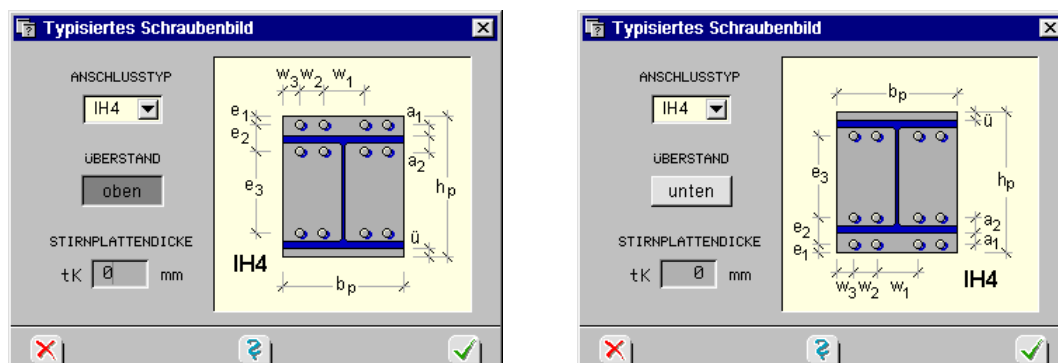 Typisiertes Schraubenbild
ANSCHLUSSTYP
IH4
ÜBERSTAND
oben
STIRNPLATTENDICKE
tK 0 mm
w3 w2 w1
e1
e2
e3
a1
a2
hp
ü
IH4
bp
Typisiertes Schraubenbild
ANSCHLUSSTYP
IH4
ÜBERSTAND
unten
STIRNPLATTENDICKE
tK 0 mm
bp
ü
e3
hp
e2
e1
a2
a1
w3 w2 w1
IH4